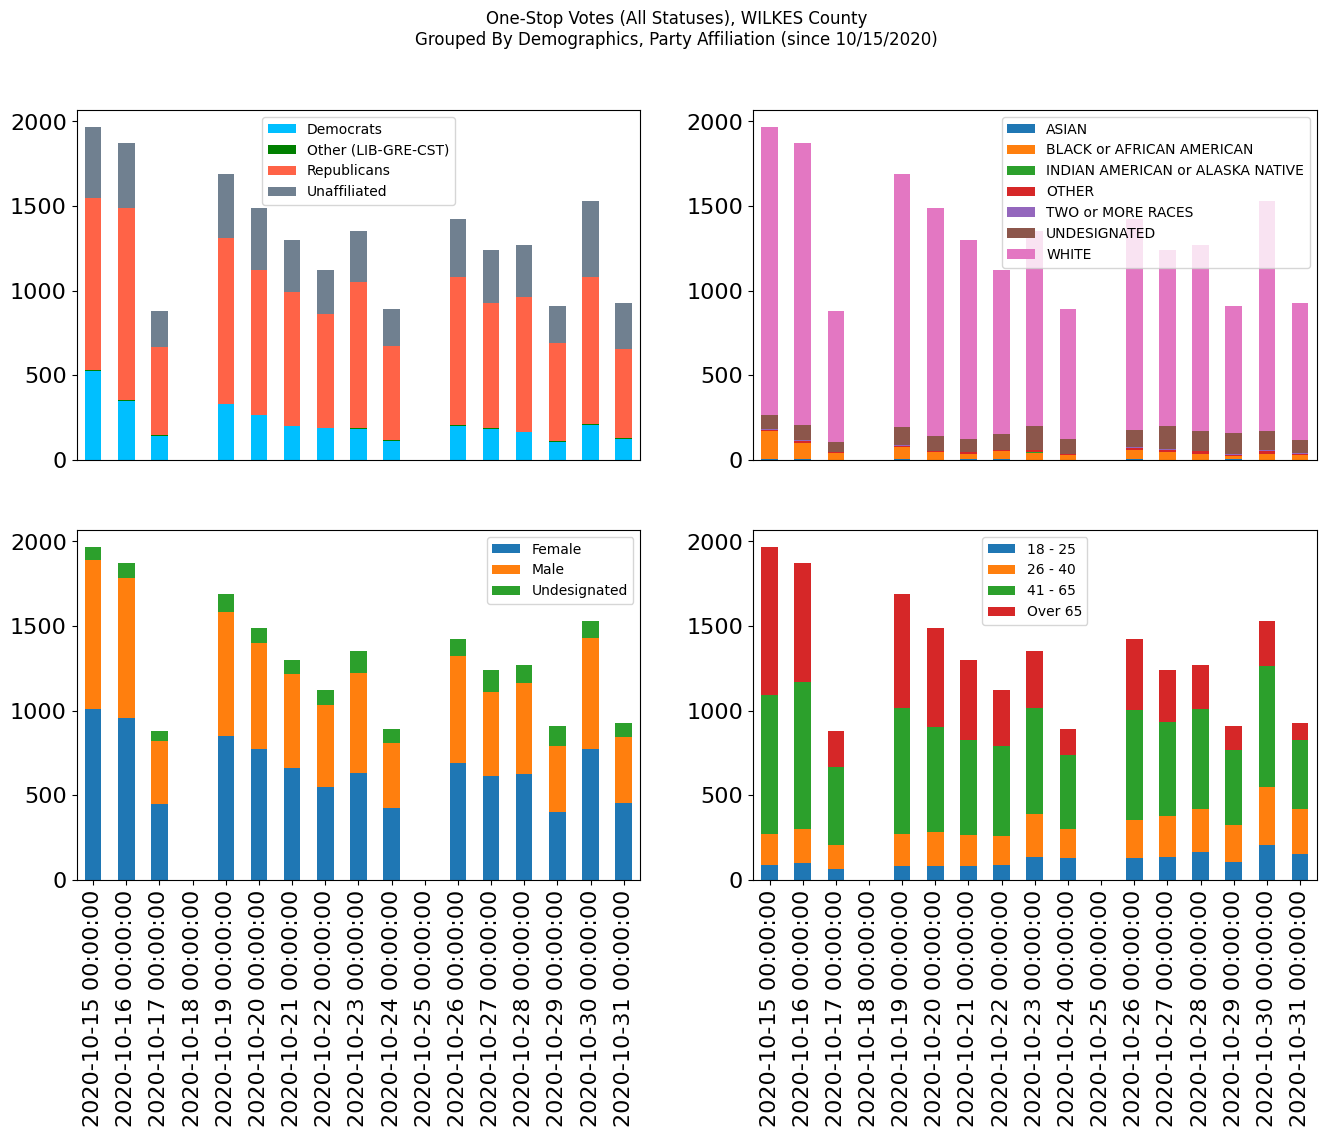 One-Stop Votes (All Statuses), WILKES County
Grouped By Demographics, Party Affiliation (since 10/15/2020)
2000
1500
1000
500
0
Democrats
Other (LIB-GRE-CST)
Republicans
Unaffiliated
2000
1500
1000
500
0
ASIAN
BLACK or AFRICAN AMERICAN
INDIAN AMERICAN or ALASKA NATIVE
OTHER
TWO or MORE RACES
UNDESIGNATED
WHITE
2000
1500
1000
500
0
Female
Male
Undesignated
2020-10-15 00:00:00
2020-10-16 00:00:00
2020-10-17 00:00:00
2020-10-18 00:00:00
2020-10-19 00:00:00
2020-10-20 00:00:00
2020-10-21 00:00:00
2020-10-22 00:00:00
2020-10-23 00:00:00
2020-10-24 00:00:00
2020-10-25 00:00:00
2020-10-26 00:00:00
2020-10-27 00:00:00
2020-10-28 00:00:00
2020-10-29 00:00:00
2020-10-30 00:00:00
2020-10-31 00:00:00
2000
1500
1000
500
0
18 - 25
26 - 40
41 - 65
Over 65
2020-10-15 00:00:00
2020-10-16 00:00:00
2020-10-17 00:00:00
2020-10-18 00:00:00
2020-10-19 00:00:00
2020-10-20 00:00:00
2020-10-21 00:00:00
2020-10-22 00:00:00
2020-10-23 00:00:00
2020-10-24 00:00:00
2020-10-25 00:00:00
2020-10-26 00:00:00
2020-10-27 00:00:00
2020-10-28 00:00:00
2020-10-29 00:00:00
2020-10-30 00:00:00
2020-10-31 00:00:00